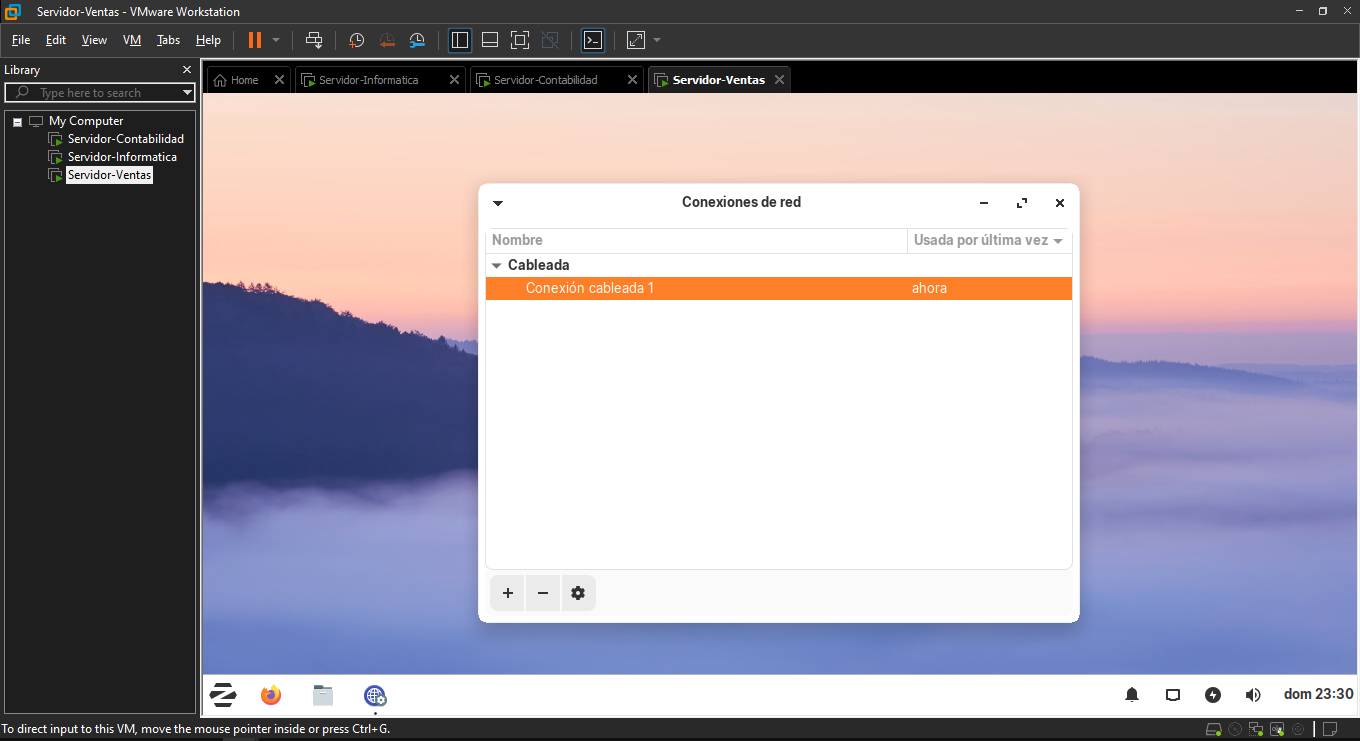 Servidor-Ventas - VMware Workstation
File Edit View VM Tabs Help
Library
Type here to search
My Computer
Servidor-Contabilidad
Servidor-Informatica
Servidor-Ventas
Home
Servidor-Informatica
Servidor-Contabilidad
Servidor-Ventas
Conexiones de red
Nombre
Usada por última vez
Cableada
Conexión cableada 1
ahora
dom 23:30
To direct input to this VM, move the mouse pointer inside or press Ctrl+G.